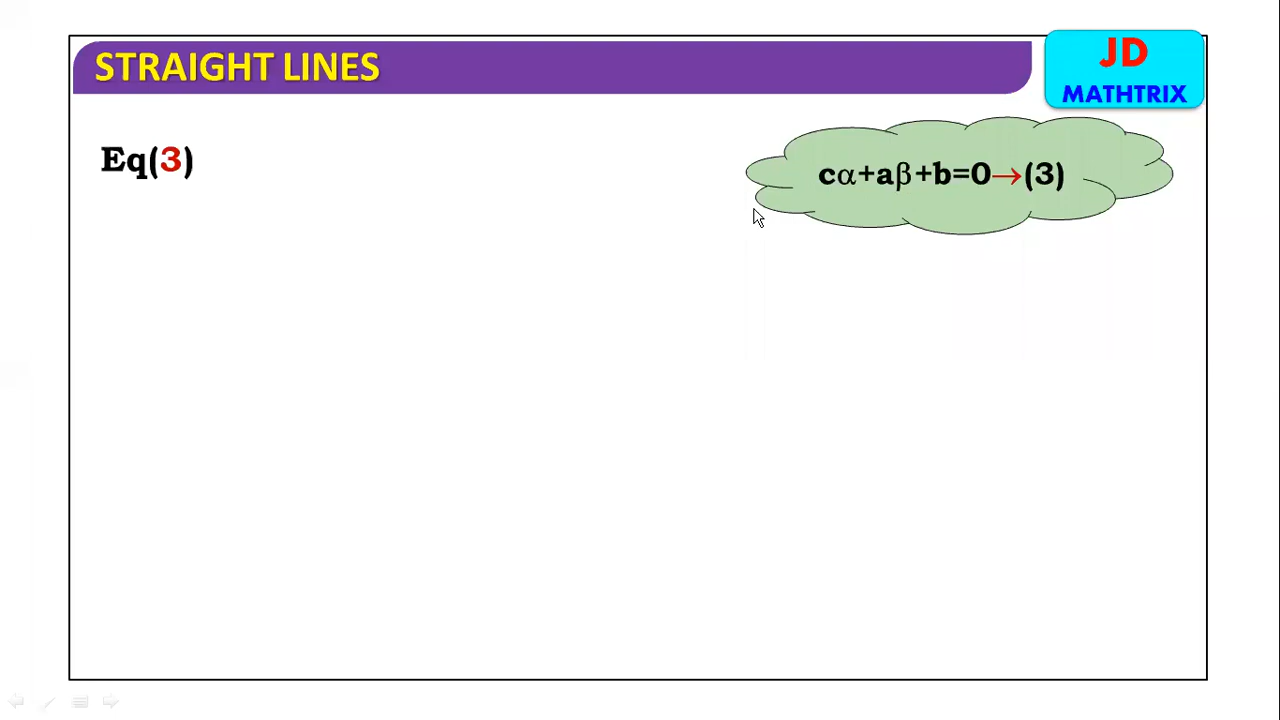 STRAIGHT LINES
JD
MATHTRIX
Eq(3)
cα+aβ+b=0→(3)